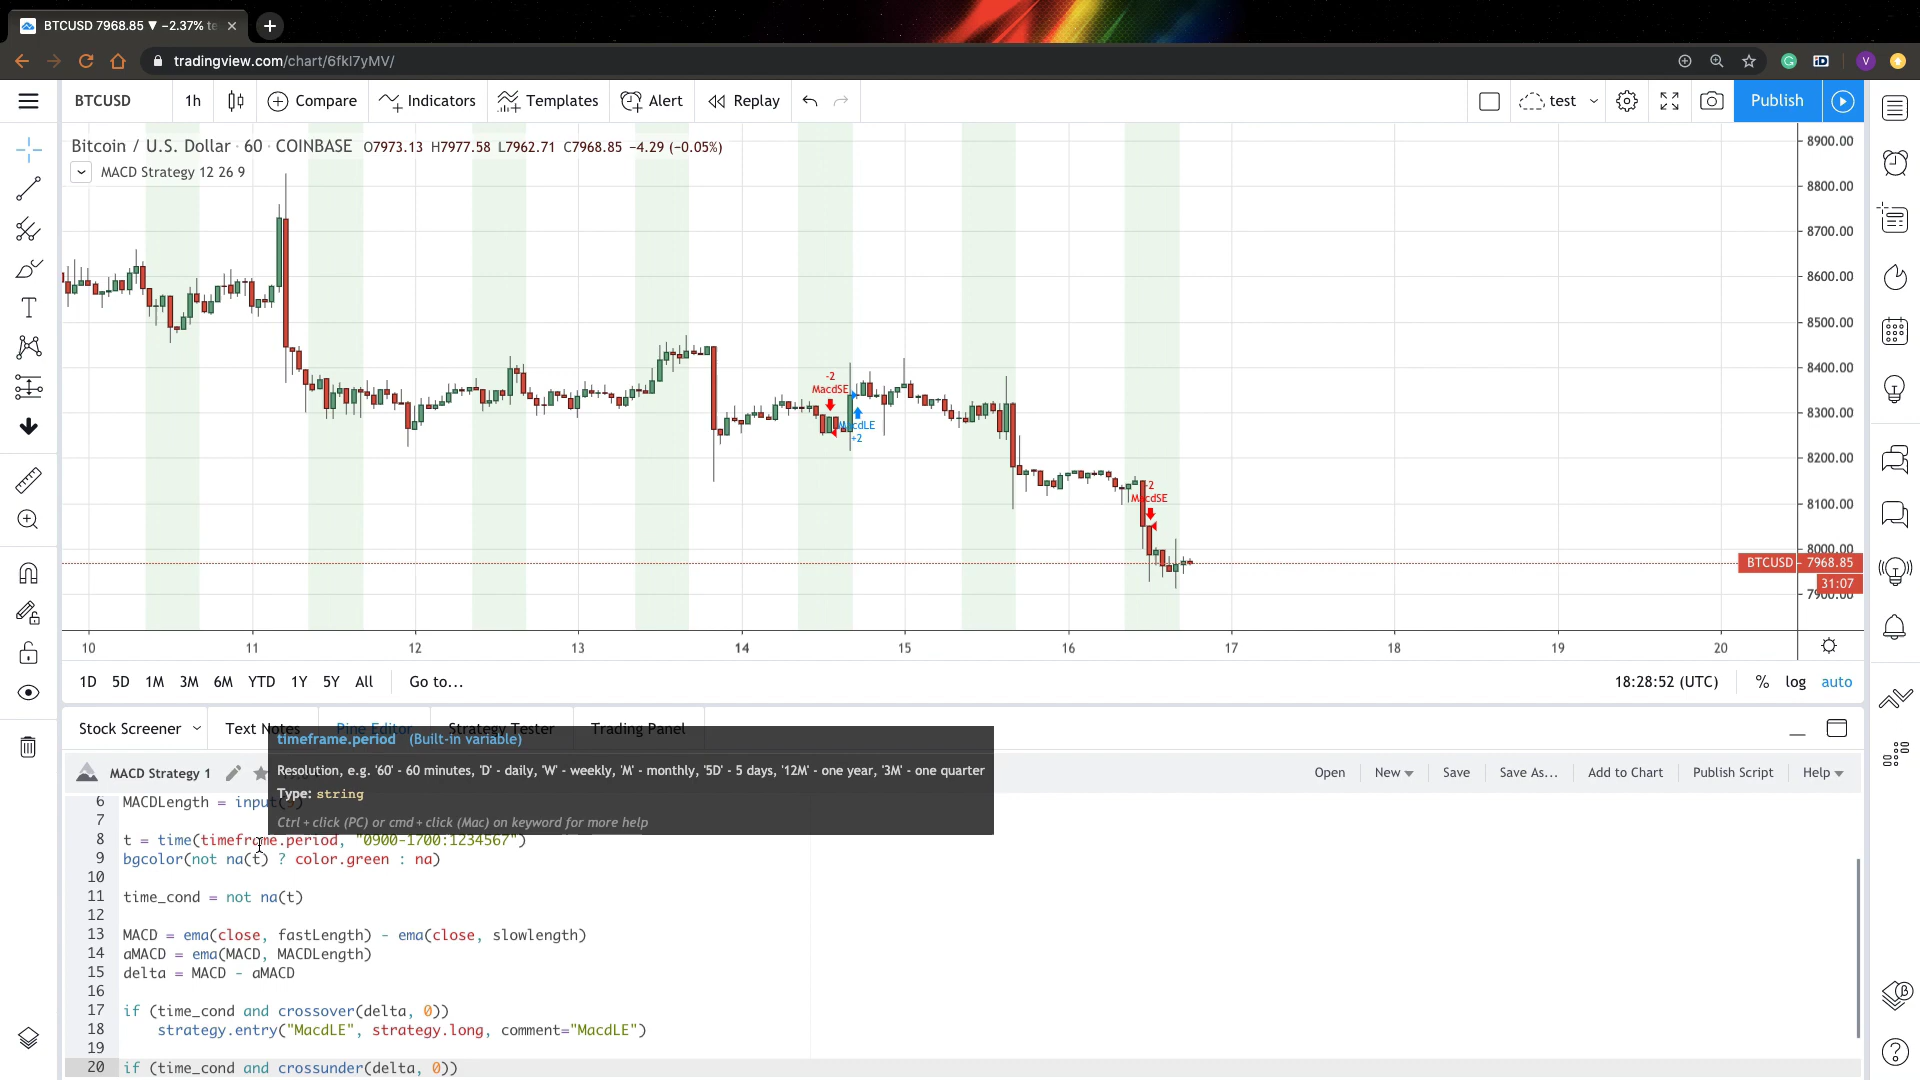 BTCUSD 7968.85 ▼ −2.37% te
tradingview.com/chart/6fkI7yMV/
V
BTCUSD 1h Compare Indicators Templates Alert Replay test Publish
Bitcoin / U.S. Dollar · 60 · COINBASE O7973.13 H7977.58 L7962.71 C7968.85 −4.29 (−0.05%)
MACD Strategy 12 26 9
8900.00
8800.00
8700.00
8600.00
8500.00
8400.00
8300.00
8200.00
8100.00
8000.00
BTCUSD 7968.85
31:07
7900.00
-2
MacdSE
MacdLE
+2
-2
MacdSE
10 11 12 13 14 15 16 17 18 19 20
1D 5D 1M 3M 6M YTD 1Y 5Y All Go to... 18:28:52 (UTC) % log auto
Stock Screener Text Notes Pine Editor Strategy Tester Trading Panel
timeframe.period (Built-in variable)
Resolution, e.g. '60' - 60 minutes, 'D' - daily, 'W' - weekly, 'M' - monthly, '5D' - 5 days, '12M' - one year, '3M' - one quarter
Type: string
Ctrl + click (PC) or cmd + click (Mac) on keyword for more help
MACD Strategy 1 Open New Save Save As... Add to Chart Publish Script Help
6 MACDLength = input(9)
7
8 t = time(timeframe.period, "0900-1700:1234567")
9 bgcolor(not na(t) ? color.green : na)
10
11 time_cond = not na(t)
12
13 MACD = ema(close, fastLength) - ema(close, slowlength)
14 aMACD = ema(MACD, MACDLength)
15 delta = MACD - aMACD
16
17 if (time_cond and crossover(delta, 0))
18 strategy.entry("MacdLE", strategy.long, comment="MacdLE")
19
20 if (time_cond and crossunder(delta, 0))